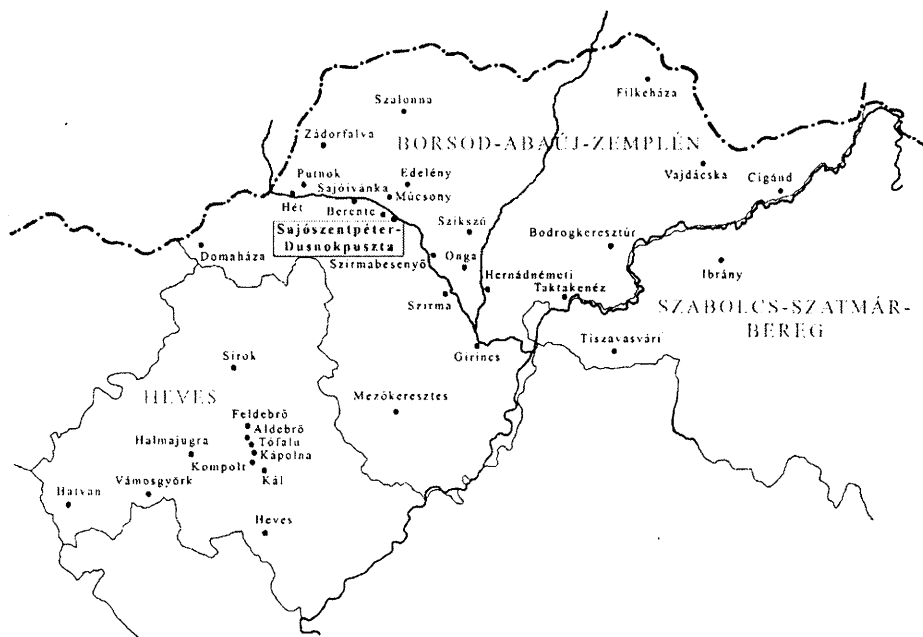 Filkeháza
Szalonna
Zádorfalva
BORSOD-ABAÚJ-ZEMPLÉN
Putnok
Edelény
Vajdácska
Cigánd
Sajóivánka
Múcsony
Hét
Berente
Szikszó
Sajószentpéter-
Dusnokpuszta
Bodrogkeresztúr
Domaháza
Szirmabesenyő
Onga
Ibrány
Hernádnémeti
Taktakenéz
Szirma
SZABOLCS-SZATMÁR-
BEREG
Girincs
Tiszavasvári
Sirok
HEVES
Mezőkeresztes
Feldebrő
Aldebrő
Tófalu
Halmajugra
Kápolna
Kompolt
Kál
Hatvan
Vámosgyörk
Heves